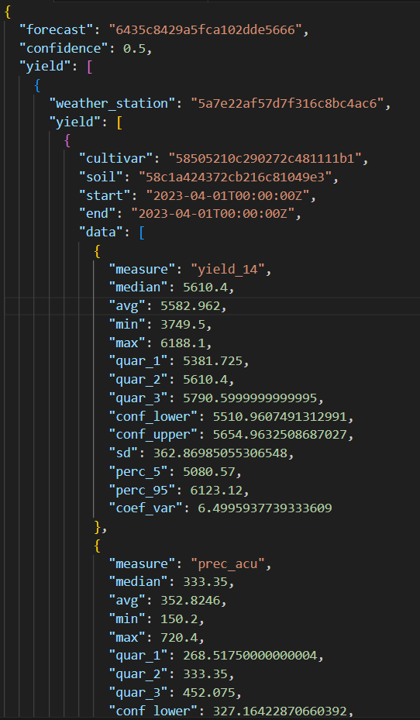 {
"forecast": "6435c8429a5fca102dde5666",
"confidence": 0.5,
"yield": [
{
"weather_station": "5a7e22af57d7f316c8bc4ac6",
"yield": [
{
"cultivar": "58505210c290272c481111b1",
"soil": "58c1a424372cb216c81049e3",
"start": "2023-04-01T00:00:00Z",
"end": "2023-04-01T00:00:00Z",
"data": [
{
"measure": "yield_14",
"median": 5610.4,
"avg": 5582.962,
"min": 3749.5,
"max": 6188.1,
"quar_1": 5381.725,
"quar_2": 5610.4,
"quar_3": 5790.5999999999995,
"conf_lower": 5510.9607491312991,
"conf_upper": 5654.9632508687027,
"sd": 362.86985055306548,
"perc_5": 5080.57,
"perc_95": 6123.12,
"coef_var": 6.4995937739333609
},
{
"measure": "prec_acu",
"median": 333.35,
"avg": 352.8246,
"min": 150.2,
"max": 720.4,
"quar_1": 268.51750000000004,
"quar_2": 333.35,
"quar_3": 452.075,
"conf_lower": 327.16422870660392,